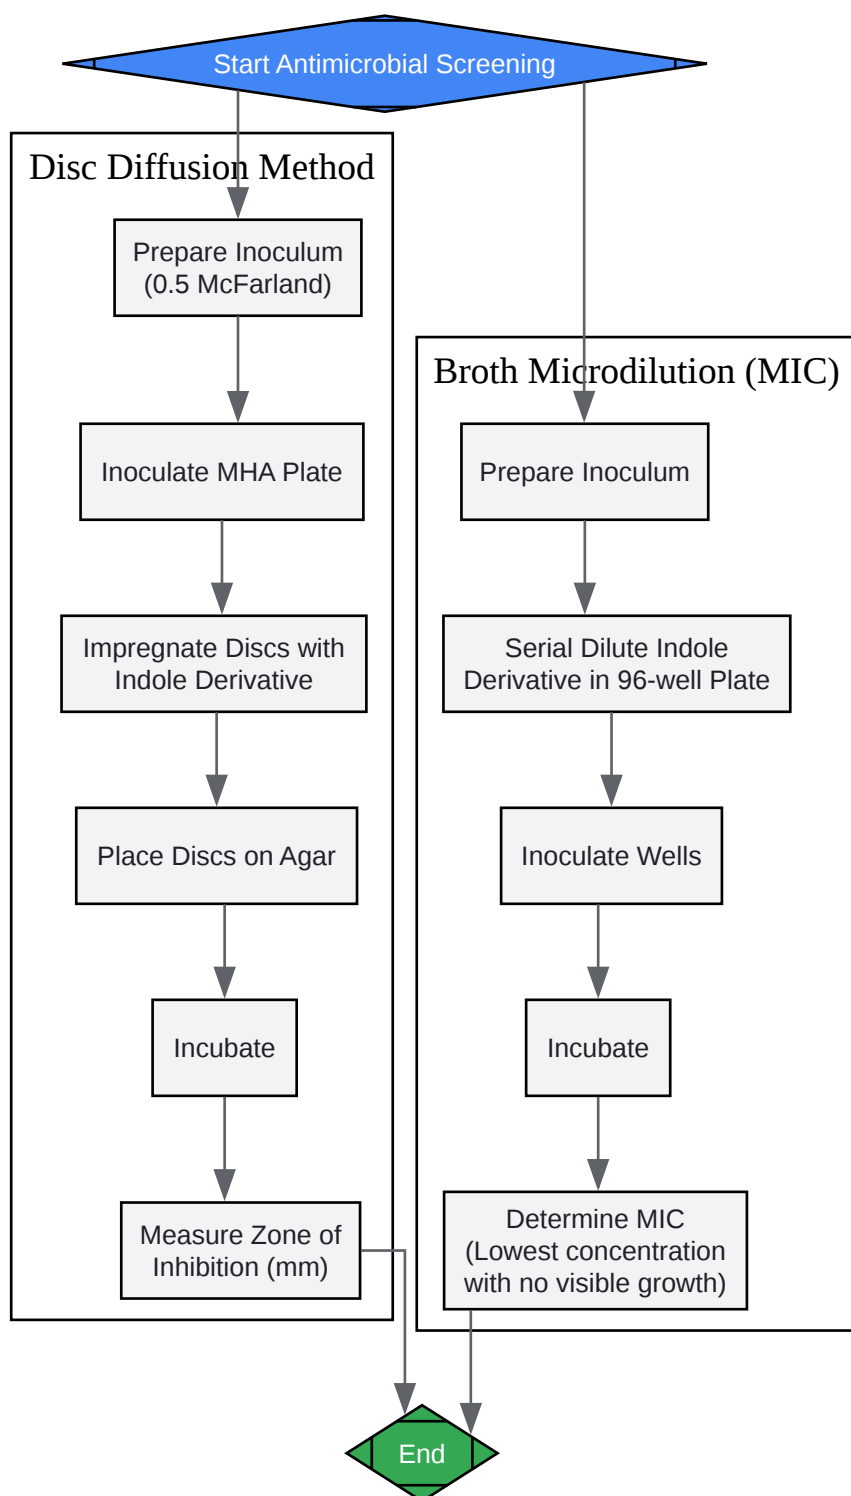 Start Antimicrobial Screening
Disc Diffusion Method
Prepare Inoculum
(0.5 McFarland)
Inoculate MHA Plate
Impregnate Discs with
Indole Derivative
Place Discs on Agar
Incubate
Measure Zone of
Inhibition (mm)
Broth Microdilution (MIC)
Prepare Inoculum
Serial Dilute Indole
Derivative in 96-well Plate
Inoculate Wells
Incubate
Determine MIC
(Lowest concentration
with no visible growth)
End